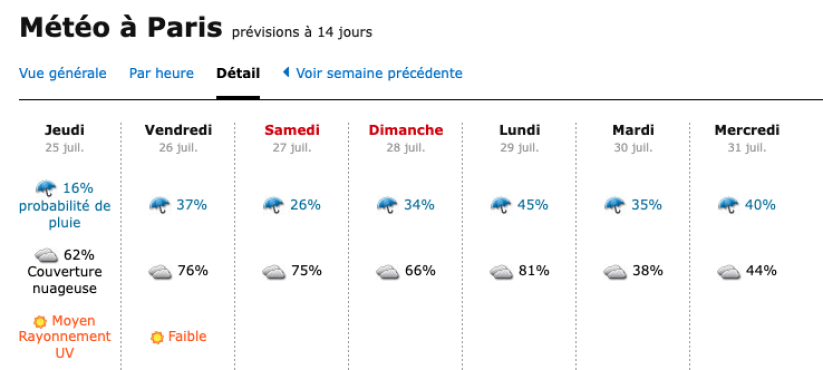 Météo à Paris prévisions à 14 jours
Vue générale Par heure Détail Voir semaine précédente
Jeudi Vendredi Samedi Dimanche Lundi Mardi Mercredi
25 juil. 26 juil. 27 juil. 28 juil. 29 juil. 30 juil. 31 juil.
16%
probabilité de
pluie
37% 26% 34% 45% 35% 40%
62%
Couverture
nuageuse
76% 75% 66% 81% 38% 44%
Moyen
Rayonnement
UV
Faible